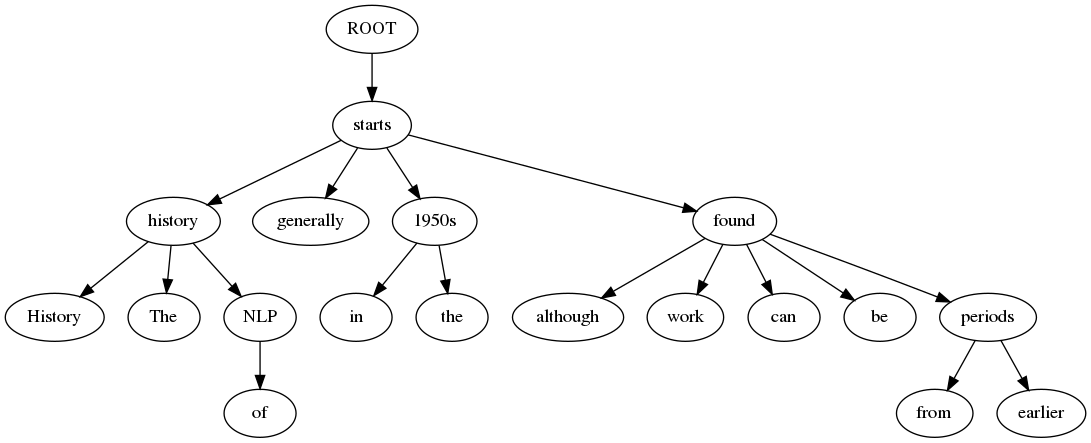 ROOT
starts
history generally 1950s found
History The NLP in the although work can be periods
of from earlier